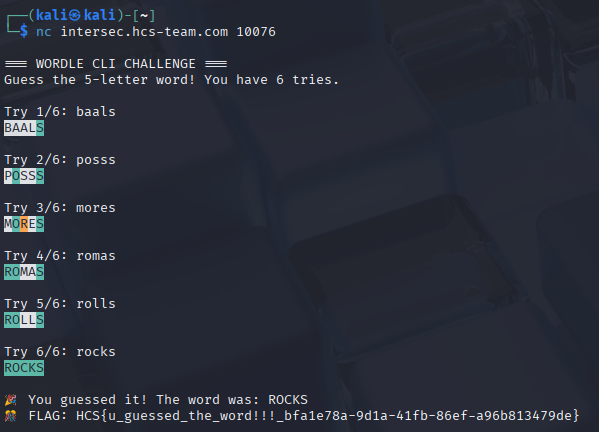 ┌──(kali㉿kali)-[~]
└─$ nc intersec.hcs-team.com 10076
=== WORDLE CLI CHALLENGE ===
Guess the 5-letter word! You have 6 tries.
Try 1/6: baals
BAALS
Try 2/6: posss
POSSS
Try 3/6: mores
MORES
Try 4/6: romas
ROMAS
Try 5/6: rolls
ROLLS
Try 6/6: rocks
ROCKS
🎉 You guessed it! The word was: ROCKS
🎊 FLAG: HCS{u_guessed_the_word!!!_bfa1e78a-9d1a-41fb-86ef-a96b813479de}